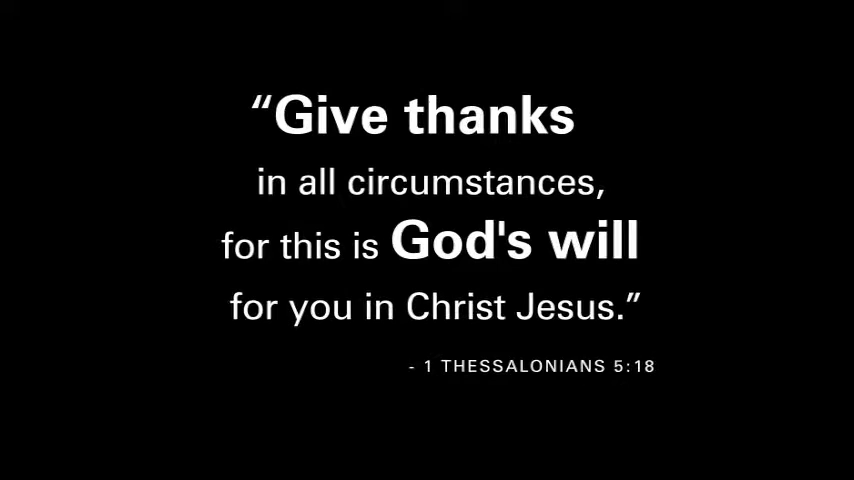 “Give thanks
in all circumstances,
for this is God's will
for you in Christ Jesus.”
- 1 THESSALONIANS 5:18